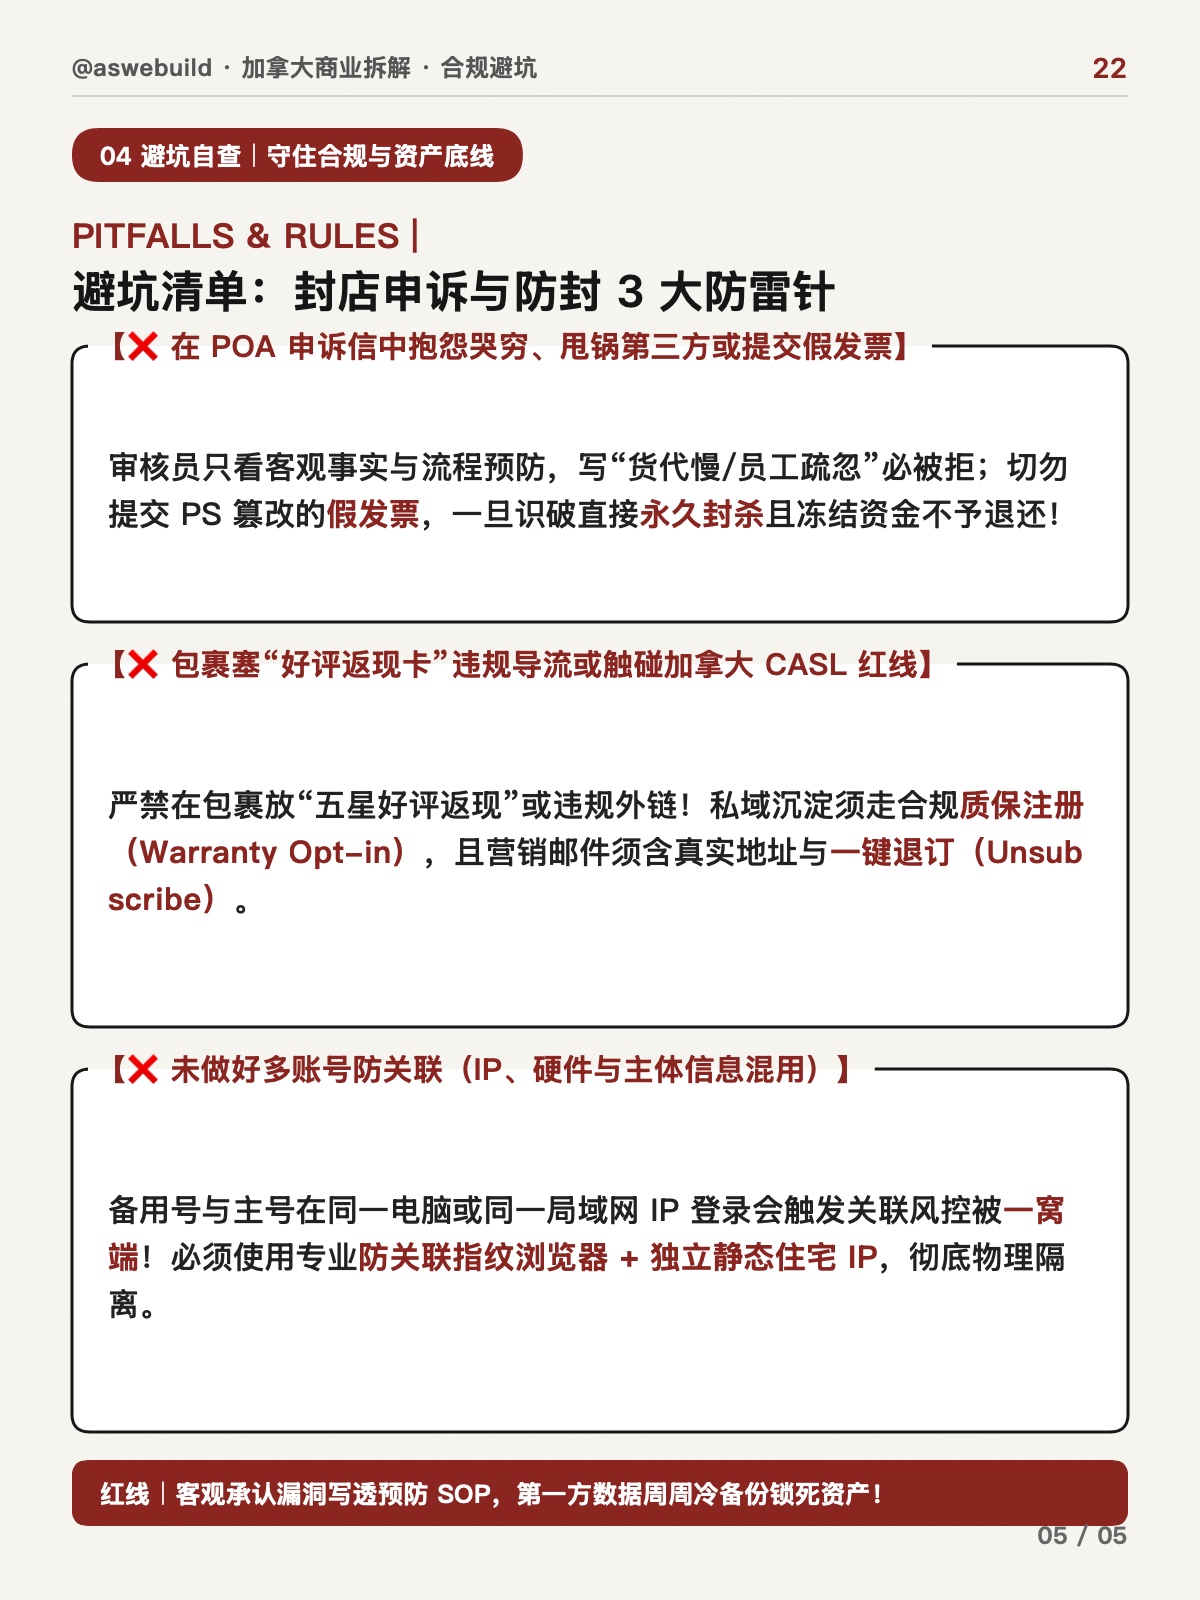 @aswebuild · 加拿大商业拆解 · 合规避坑
22
04 避坑自查｜守住合规与资产底线
PITFALLS & RULES |
避坑清单：封店申诉与防封 3 大防雷针
【❌ 在 POA 申诉信中抱怨哭穷、甩锅第三方或提交假发票】
审核员只看客观事实与流程预防，写“货代慢/员工疏忽”必被拒；切勿
提交 PS 篡改的假发票，一旦识破直接永久封杀且冻结资金不予退还！
【❌ 包裹塞“好评返现卡”违规导流或触碰加拿大 CASL 红线】
严禁在包裹放“五星好评返现”或违规外链！私域沉淀须走合规质保注册
（Warranty Opt-in），且营销邮件须含真实地址与一键退订（Unsub
scribe）。
【❌ 未做好多账号防关联（IP、硬件与主体信息混用）】
备用号与主号在同一电脑或同一局域网 IP 登录会触发关联风控被一窝
端！必须使用专业防关联指纹浏览器 + 独立静态住宅 IP，彻底物理隔
离。
红线｜客观承认漏洞写透预防 SOP，第一方数据周周冷备份锁死资产！
05 / 05